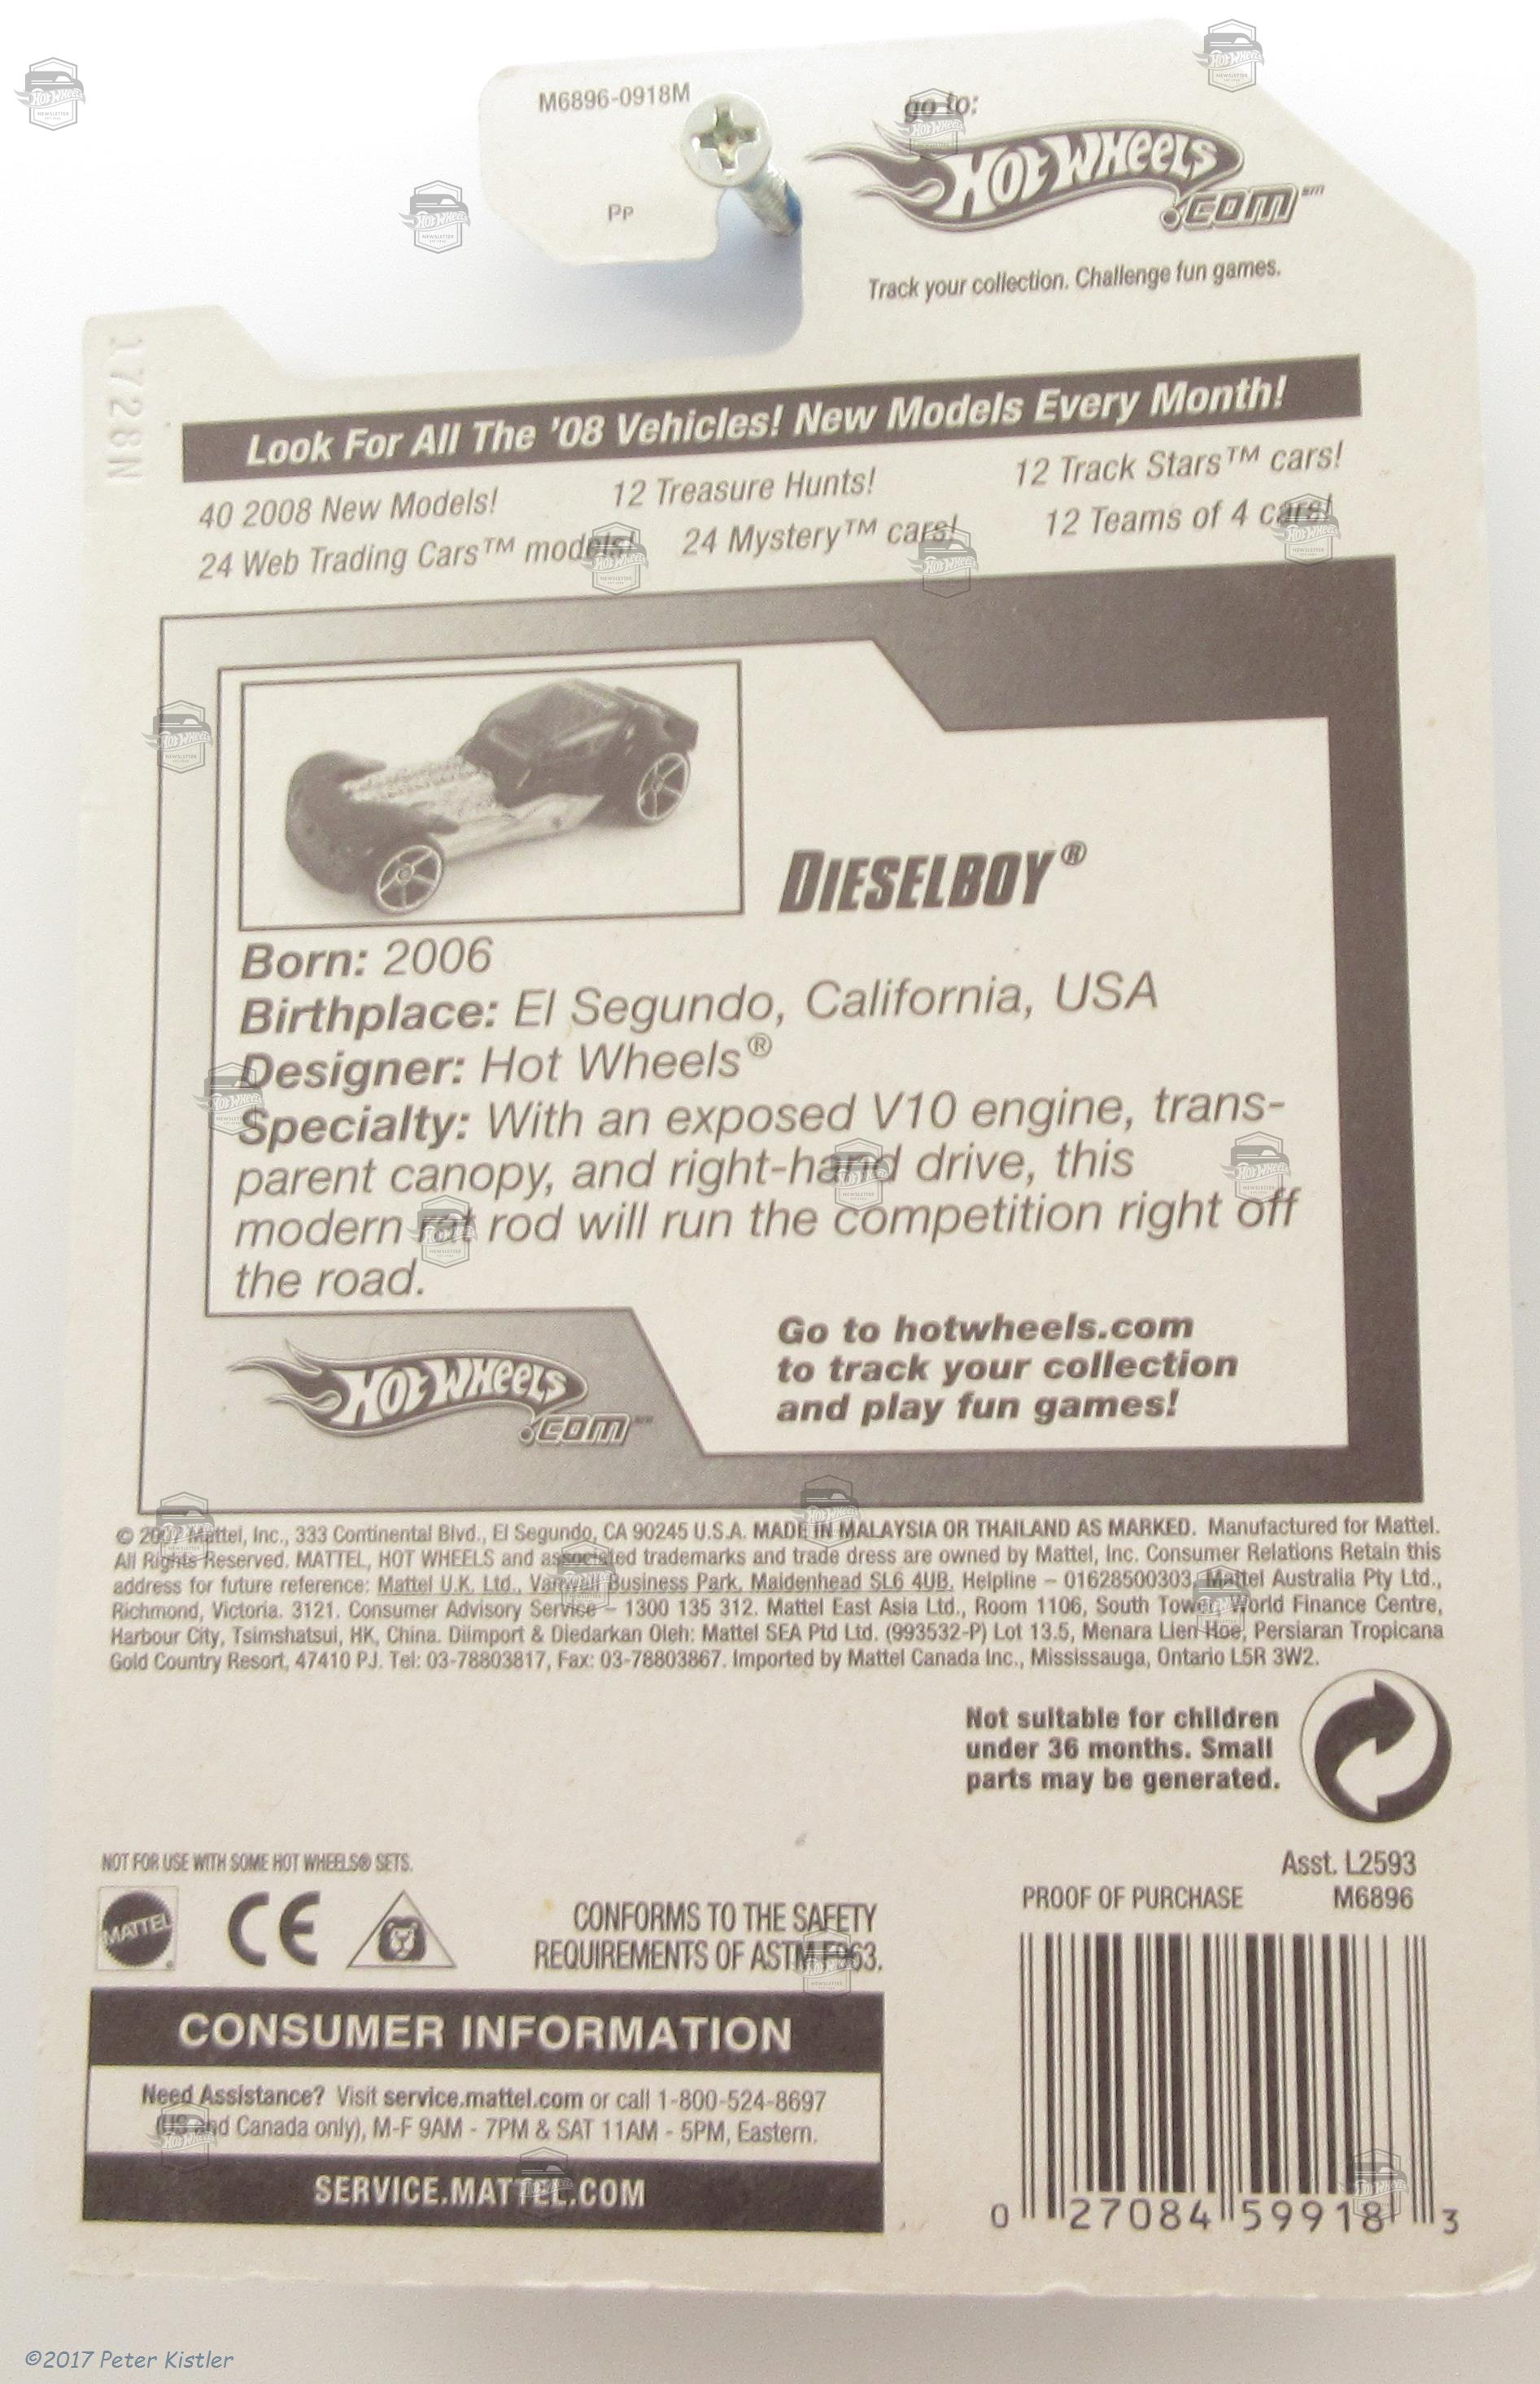 M6896-0918M
Pp
go to:
Hot Wheels
.com℠
Track your collection. Challenge fun games.
1728N
Look For All The '08 Vehicles! New Models Every Month!
40 2008 New Models! 12 Treasure Hunts! 12 Track Stars™ cars!
24 Web Trading Cars™ models! 24 Mystery™ cars! 12 Teams of 4 cars!
DIESELBOY®
Born: 2006
Birthplace: El Segundo, California, USA
Designer: Hot Wheels®
Specialty: With an exposed V10 engine, trans-
parent canopy, and right-hand drive, this
modern rat rod will run the competition right off
the road.
Hot Wheels
.com℠
Go to hotwheels.com
to track your collection
and play fun games!
© 2007 Mattel, Inc., 333 Continental Blvd., El Segundo, CA 90245 U.S.A. MADE IN MALAYSIA OR THAILAND AS MARKED. Manufactured for Mattel.
All Rights Reserved. MATTEL, HOT WHEELS and associated trademarks and trade dress are owned by Mattel, Inc. Consumer Relations Retain this
address for future reference: Mattel U.K. Ltd., Vanwall Business Park, Maidenhead SL6 4UB. Helpline – 01628500303. Mattel Australia Pty Ltd.,
Richmond, Victoria. 3121. Consumer Advisory Service – 1300 135 312. Mattel East Asia Ltd., Room 1106, South Tower, World Finance Centre,
Harbour City, Tsimshatsui, HK, China. Diimport & Diedarkan Oleh: Mattel SEA Ptd Ltd. (993532-P) Lot 13.5, Menara Lien Hoe, Persiaran Tropicana
Gold Country Resort, 47410 PJ. Tel: 03-78803817, Fax: 03-78803867. Imported by Mattel Canada Inc., Mississauga, Ontario L5R 3W2.
Not suitable for children
under 36 months. Small
parts may be generated.
NOT FOR USE WITH SOME HOT WHEELS® SETS.
MATTEL®
CE
CONFORMS TO THE SAFETY
REQUIREMENTS OF ASTM F963.
Asst. L2593
PROOF OF PURCHASE M6896
CONSUMER INFORMATION
Need Assistance? Visit service.mattel.com or call 1-800-524-8697
(US and Canada only), M-F 9AM - 7PM & SAT 11AM - 5PM, Eastern.
SERVICE.MATTEL.COM
0 27084 59918 3
©2017 Peter Kistler